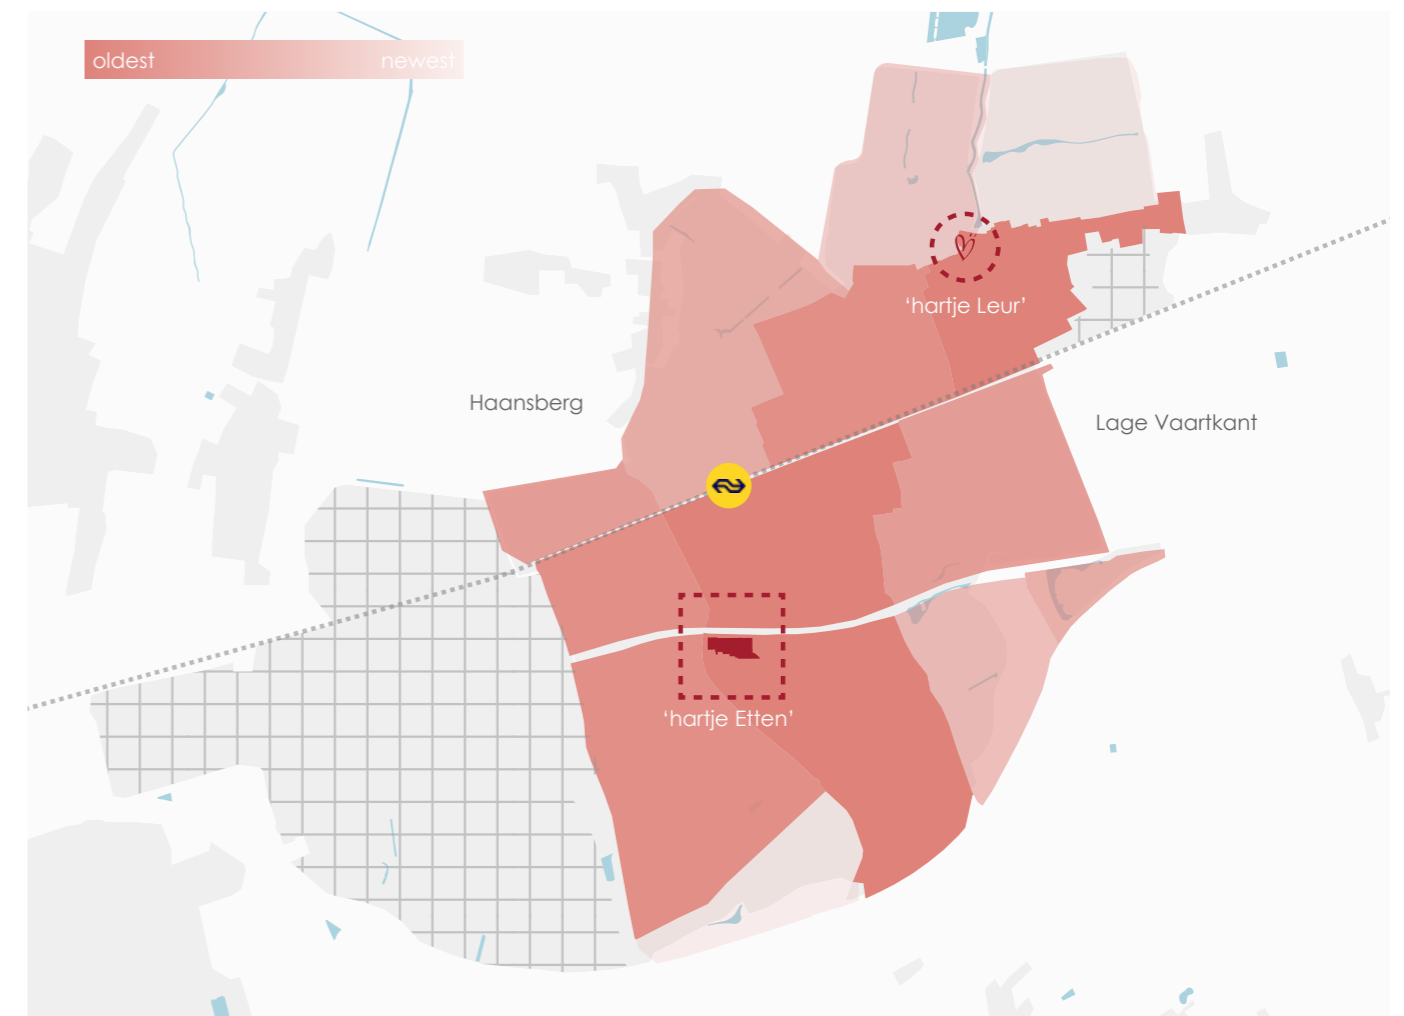 oldest newest
‘hartje Leur’
Haansberg
Lage Vaartkant
‘hartje Etten’